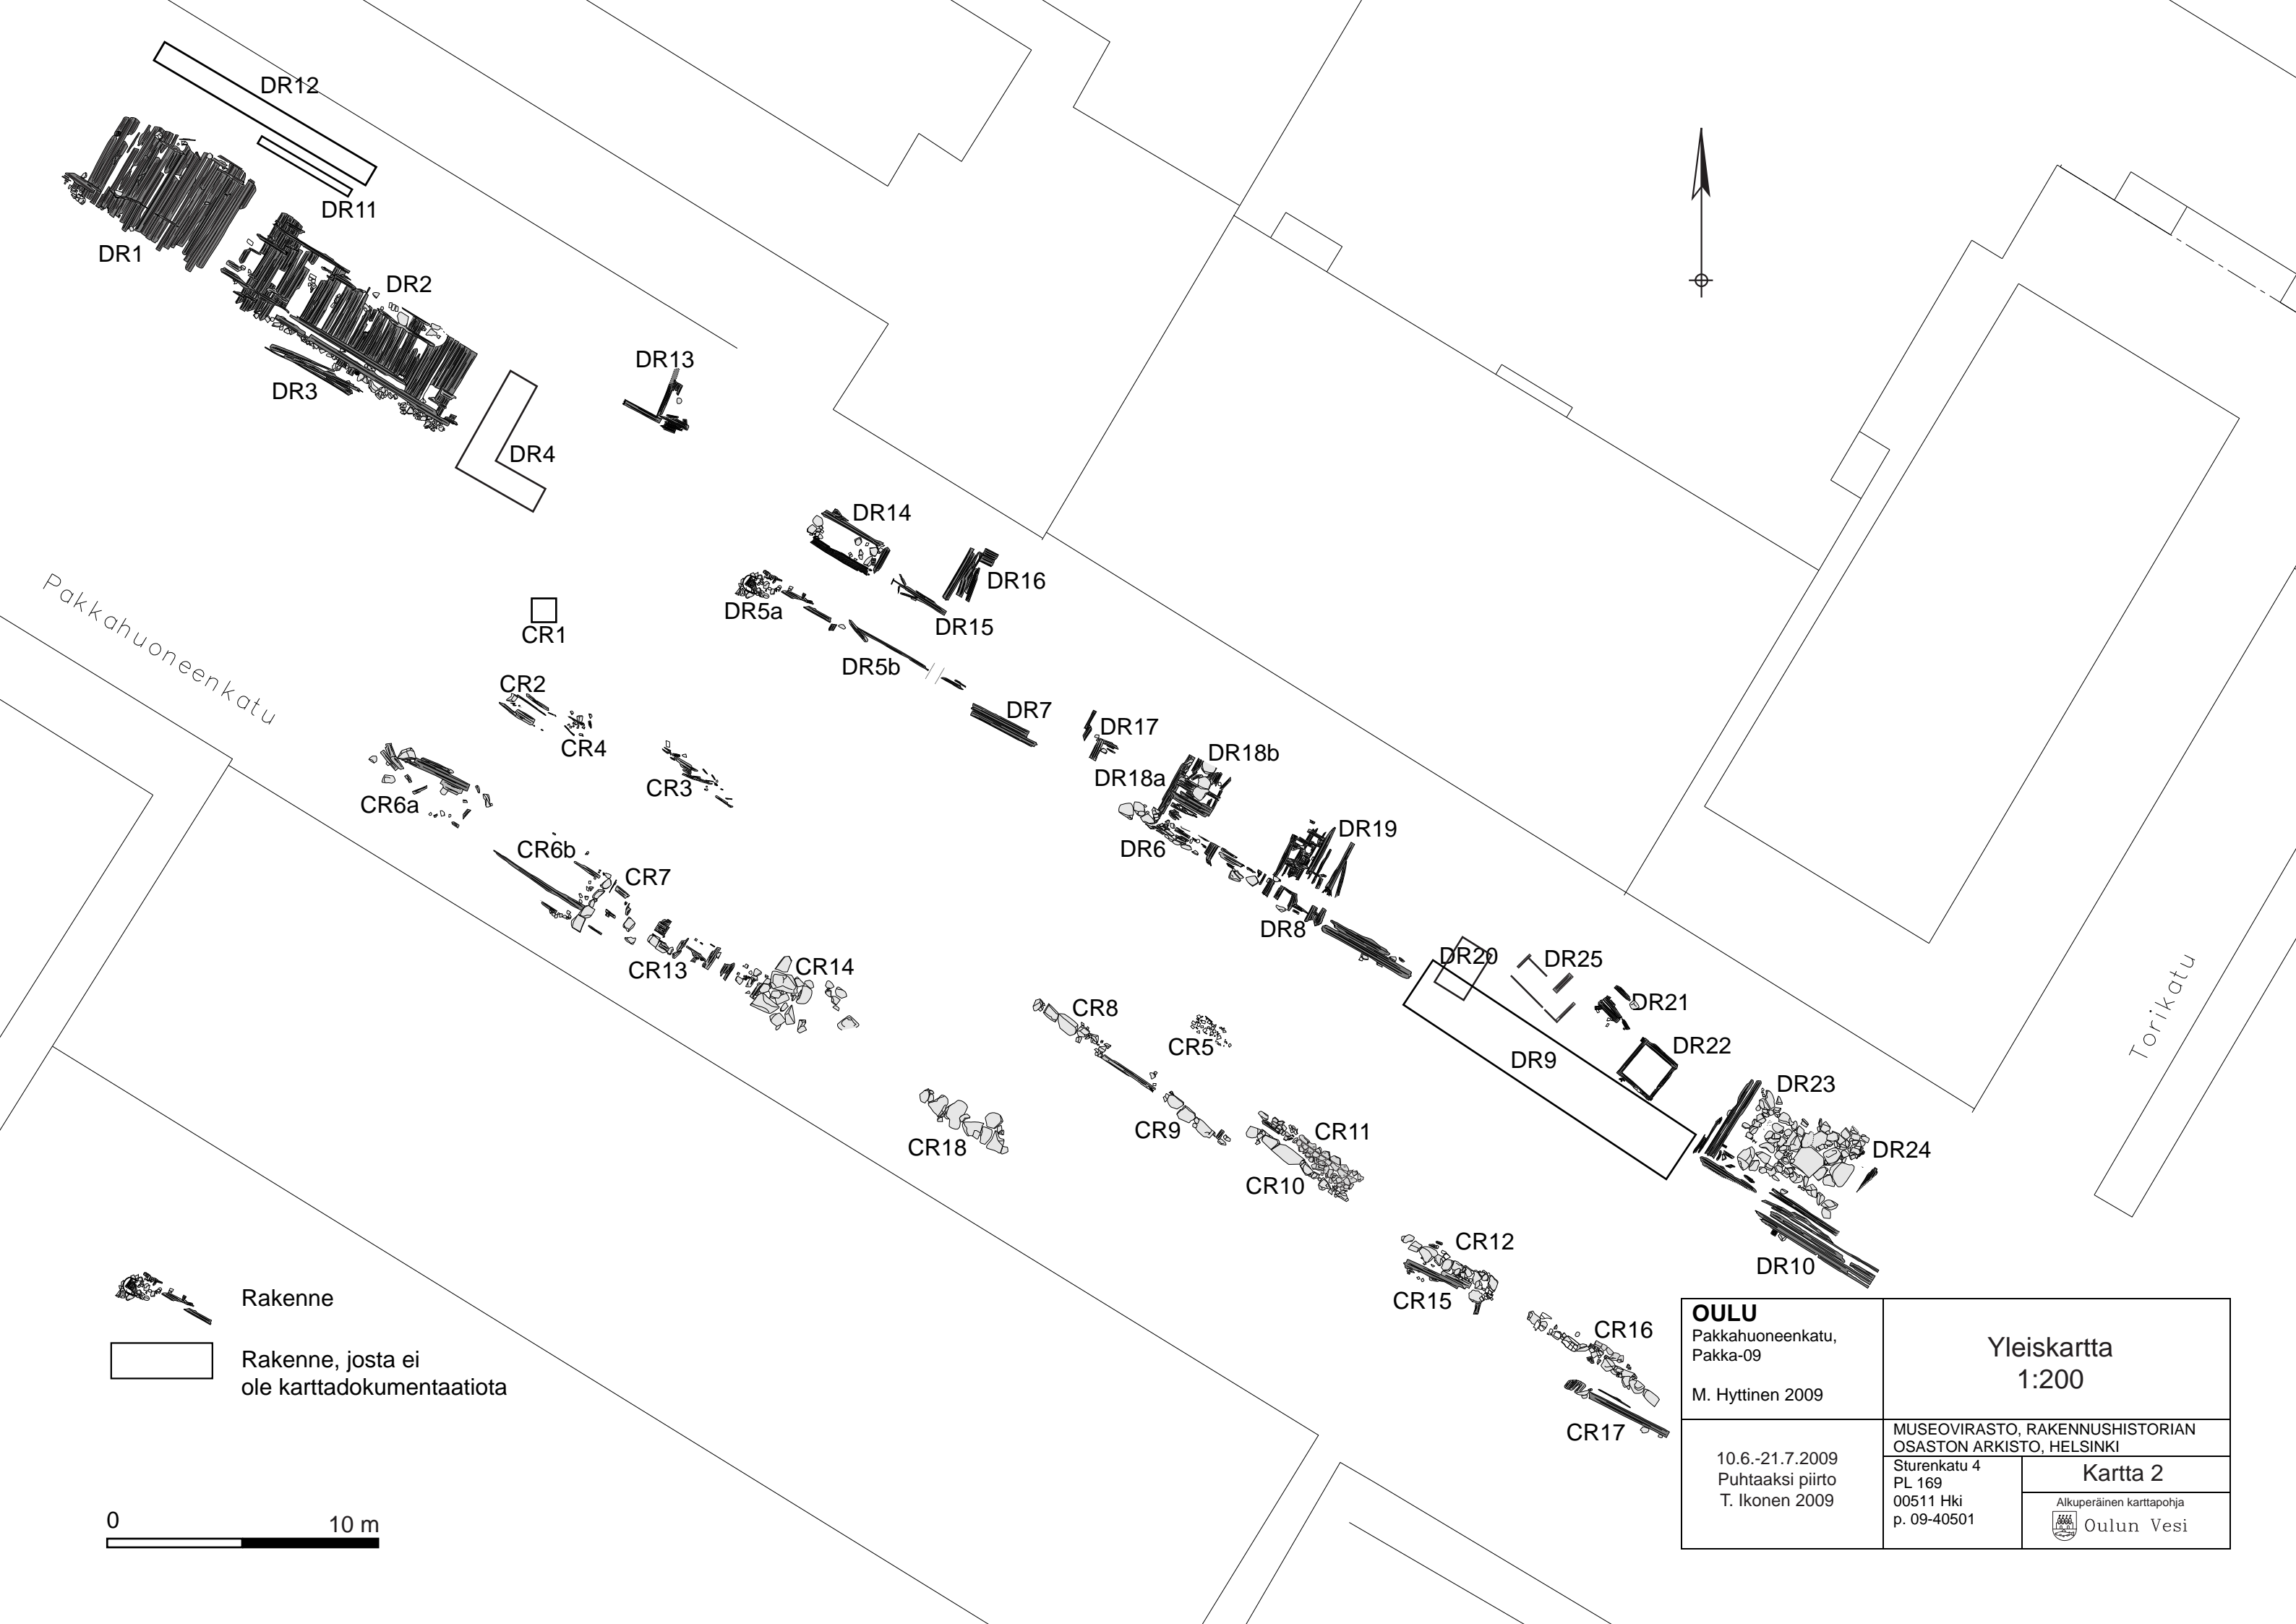 DR12
DR11
DR1
DR2
DR3
DR13
DR4
DR14
DR16
DR5a
DR15
CR1
DR5b
Pakkahuoneenkatu
CR2
DR7
CR4
DR17
DR18b
DR18a
CR3
CR6a
DR19
CR6b
DR6
CR7
DR8
DR20
DR25
CR13
CR14
DR21
CR8
CR5
DR22
DR9
Torikatu
DR23
CR9
CR11
CR18
DR24
CR10
CR12
DR10
CR15
CR16
CR17
Rakenne
Rakenne, josta ei
ole karttadokumentaatiota
0
10 m
OULU
Pakkahuoneenkatu,
Pakka-09
M. Hyttinen 2009
Yleiskartta
1:200
10.6.-21.7.2009
Puhtaaksi piirto
T. Ikonen 2009
MUSEOVIRASTO, RAKENNUSHISTORIAN
OSASTON ARKISTO, HELSINKI
Sturenkatu 4
PL 169
00511 Hki
p. 09-40501
Kartta 2
Alkuperäinen karttapohja
Oulun Vesi